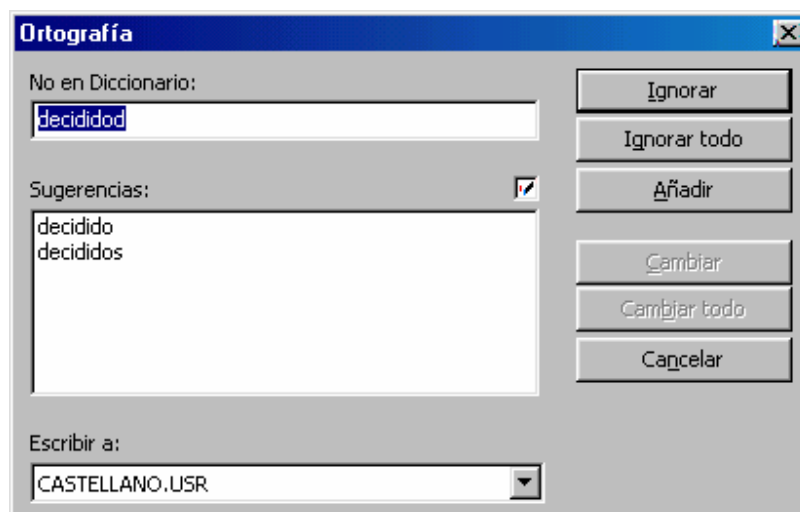 Ortografía
No en Diccionario:
decididod
Ignorar
Ignorar todo
Sugerencias:
Añadir
decidido
decididos
Cambiar
Cambiar todo
Cancelar
Escribir a:
CASTELLANO.USR